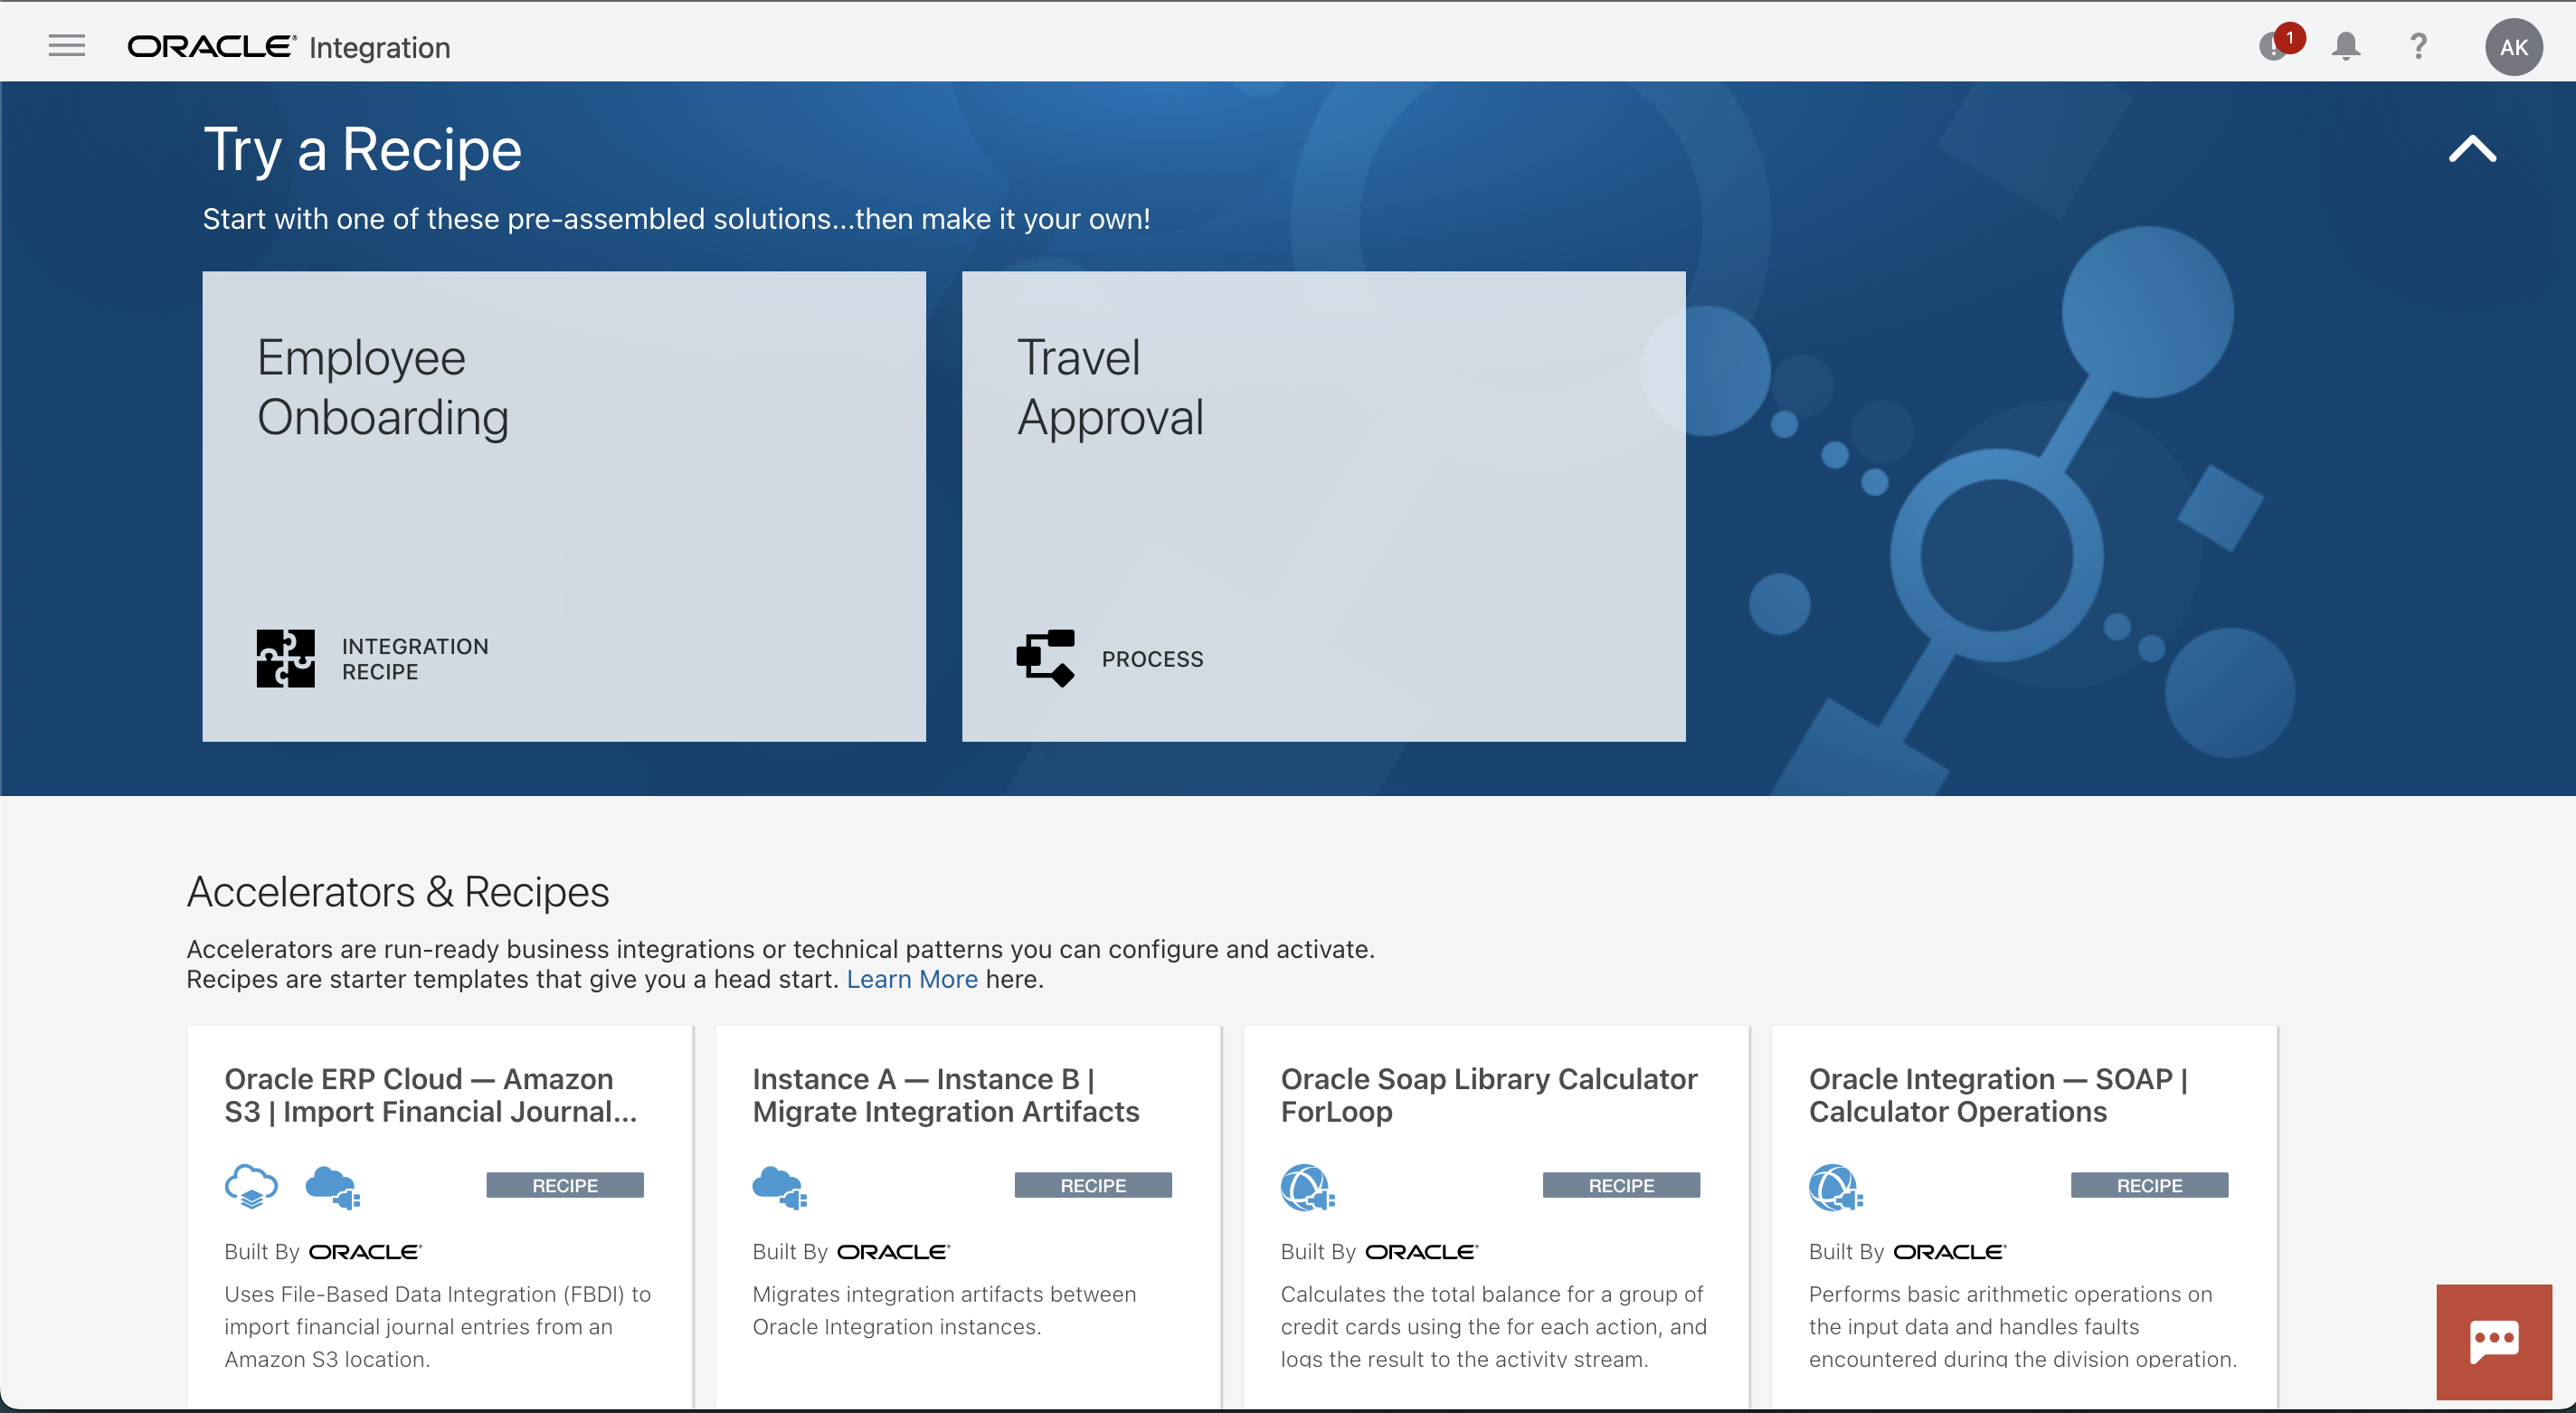 ORACLE Integration
1
?
AK
Try a Recipe
Start with one of these pre-assembled solutions...then make it your own!
Employee
Onboarding
INTEGRATION
RECIPE
Travel
Approval
PROCESS
Accelerators & Recipes
Accelerators are run-ready business integrations or technical patterns you can configure and activate.
Recipes are starter templates that give you a head start. Learn More here.
Oracle ERP Cloud — Amazon
S3 | Import Financial Journal...
RECIPE
Built By ORACLE
Uses File-Based Data Integration (FBDI) to
import financial journal entries from an
Amazon S3 location.
Instance A — Instance B |
Migrate Integration Artifacts
RECIPE
Built By ORACLE
Migrates integration artifacts between
Oracle Integration instances.
Oracle Soap Library Calculator
ForLoop
RECIPE
Built By ORACLE
Calculates the total balance for a group of
credit cards using the for each action, and
logs the result to the activity stream.
Oracle Integration — SOAP |
Calculator Operations
RECIPE
Built By ORACLE
Performs basic arithmetic operations on
the input data and handles faults
encountered during the division operation.